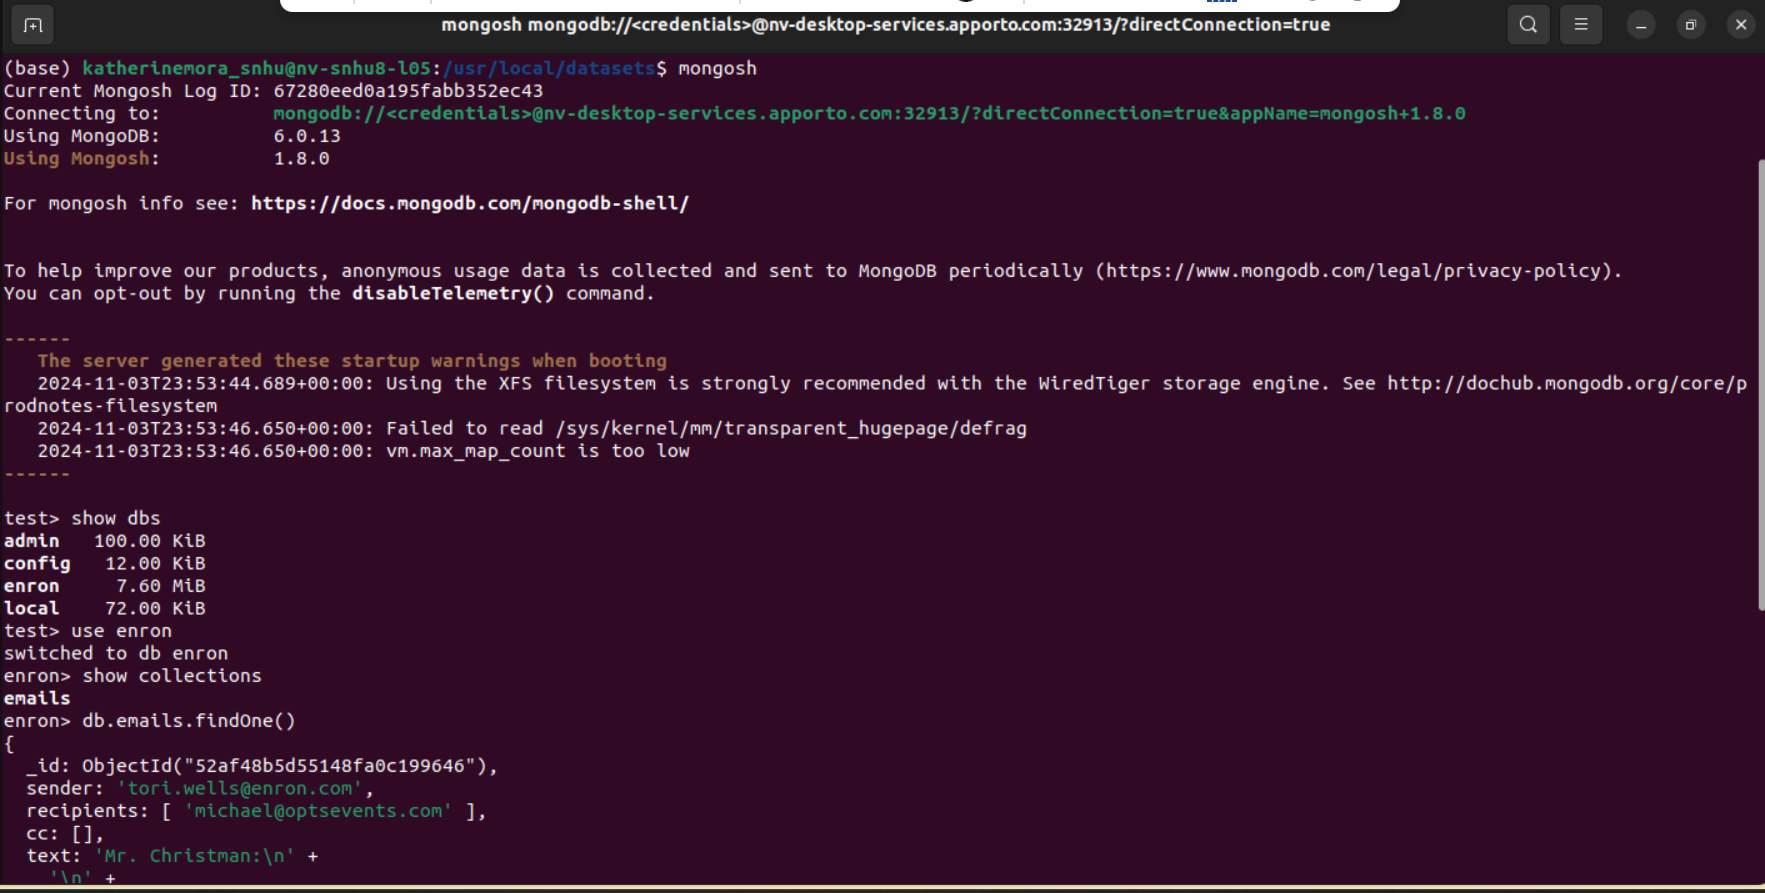 mongosh mongodb://<credentials>@nv-desktop-services.apporto.com:32913/?directConnection=true
(base) katherinemora_snhu@nv-snhu8-l05:/usr/local/datasets$ mongosh
Current Mongosh Log ID: 67280eed0a195fabb352ec43
Connecting to:          mongodb://<credentials>@nv-desktop-services.apporto.com:32913/?directConnection=true&appName=mongosh+1.8.0
Using MongoDB:          6.0.13
Using Mongosh:          1.8.0
For mongosh info see: https://docs.mongodb.com/mongodb-shell/
To help improve our products, anonymous usage data is collected and sent to MongoDB periodically (https://www.mongodb.com/legal/privacy-policy).
You can opt-out by running the disableTelemetry() command.
------
   The server generated these startup warnings when booting
   2024-11-03T23:53:44.689+00:00: Using the XFS filesystem is strongly recommended with the WiredTiger storage engine. See http://dochub.mongodb.org/core/p
rodnotes-filesystem
   2024-11-03T23:53:46.650+00:00: Failed to read /sys/kernel/mm/transparent_hugepage/defrag
   2024-11-03T23:53:46.650+00:00: vm.max_map_count is too low
------
test> show dbs
admin   100.00 KiB
config   12.00 KiB
enron     7.60 MiB
local    72.00 KiB
test> use enron
switched to db enron
enron> show collections
emails
enron> db.emails.findOne()
{
  _id: ObjectId("52af48b5d55148fa0c199646"),
  sender: 'tori.wells@enron.com',
  recipients: [ 'michael@optsevents.com' ],
  cc: [],
  text: 'Mr. Christman:\n' +
    '\n' +